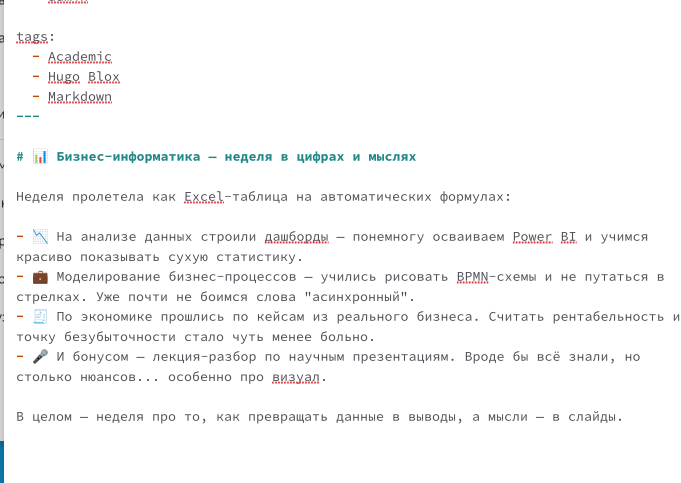 tags:
- Academic
- Hugo Blox
- Markdown
---
# 📊 Бизнес-информатика — неделя в цифрах и мыслях
Неделя пролетела как Excel-таблица на автоматических формулах:
- 📉 На анализе данных строили дашборды — понемногу осваиваем Power BI и учимся
красиво показывать сухую статистику.
- 💼 Моделирование бизнес-процессов — учились рисовать BPMN-схемы и не путаться в
стрелках. Уже почти не боимся слова "асинхронный".
- 🧾 По экономике прошлись по кейсам из реального бизнеса. Считать рентабельность и
точку безубыточности стало чуть менее больно.
- 🎤 И бонусом — лекция-разбор по научным презентациям. Вроде бы всё знали, но
столько нюансов... особенно про визуал.
В целом — неделя про то, как превращать данные в выводы, а мысли — в слайды.